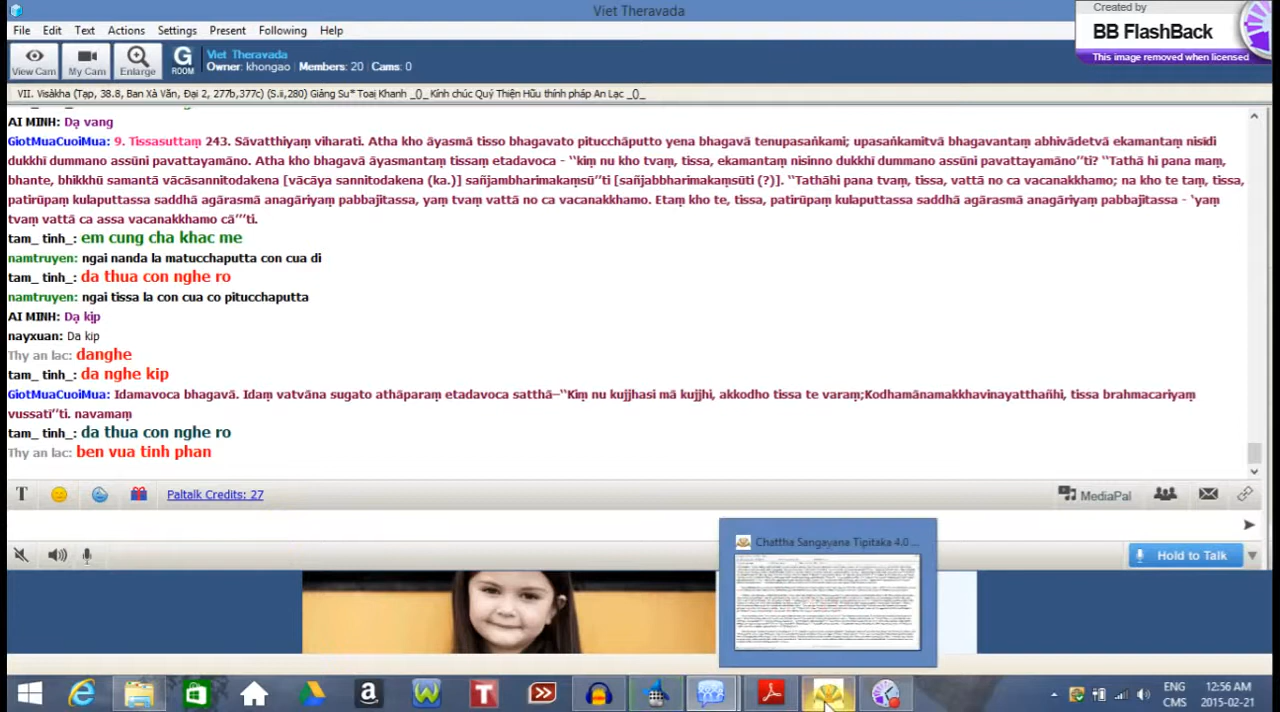 Viet Theravada
Created by
BB FlashBack
This image removed when licensed
File Edit Text Actions Settings Present Following Help
View Cam My Cam Enlarge G ROOM
Viet Theravada
Owner: khongao Members: 20 Cams: 0
VII. Visàkha (Tạp, 38.8, Ban Xà Văn, Đại 2, 277b,377c) (S.ii,280) Giảng Su* Toaị Khanh _()_ Kính chúc Quý Thiện Hữu thính pháp An Lạc _()_
AI MINH: Dạ vang
GiotMuaCuoiMua: 9. Tissasuttaṃ 243. Sāvatthiyaṃ viharati. Atha kho āyasmā tisso bhagavato pitucchāputto yena bhagavā tenupasaṅkami; upasaṅkamitvā bhagavantaṃ abhivādetvā ekamantaṃ nisīdi
dukkhī dummano assūni pavattayamāno. Atha kho bhagavā āyasmantaṃ tissaṃ etadavoca - ‘‘kiṃ nu kho tvaṃ, tissa, ekamantaṃ nisinno dukkhī dummano assūni pavattayamāno’’ti? ‘‘Tathā hi pana maṃ,
bhante, bhikkhū samantā vācāsannitodakena [vācāya sannitodakena (ka.)] sañjambharimakaṃsū’’ti [sañjabbharimakaṃsūti (?)]. ‘‘Tathāhi pana tvaṃ, tissa, vattā no ca vacanakkhamo; na kho te taṃ, tissa,
patirūpaṃ kulaputtassa saddhā agārasmā anagāriyaṃ pabbajitassa, yaṃ tvaṃ vattā no ca vacanakkhamo. Etaṃ kho te, tissa, patirūpaṃ kulaputtassa saddhā agārasmā anagāriyaṃ pabbajitassa - ‘yaṃ
tvaṃ vattā ca assa vacanakkhamo cā’’’ti.
tam_ tinh_: em cung cha khac me
namtruyen: ngai nanda la matucchaputta con cua di
tam_ tinh_: da thua con nghe ro
namtruyen: ngai tissa la con cua co pitucchaputta
AI MINH: Dạ kịp
nayxuan: Da kip
Thy an lac: danghe
tam_ tinh_: da nghe kip
GiotMuaCuoiMua: Idamavoca bhagavā. Idaṃ vatvāna sugato athāparaṃ etadavoca satthā–‘‘Kiṃ nu kujjhasi mā kujjhi, akkodho tissa te varaṃ;Kodhamānamakkhavinayatthañhi, tissa brahmacariyaṃ
vussatī’’ti. navamaṃ
tam_ tinh_: da thua con nghe ro
Thy an lac: ben vua tinh phan
T Paltalk Credits: 27 MediaPal
Chattha Sangayana Tipitaka 4.0 ...
Hold to Talk
ENG 12:56 AM
CMS 2015-02-21